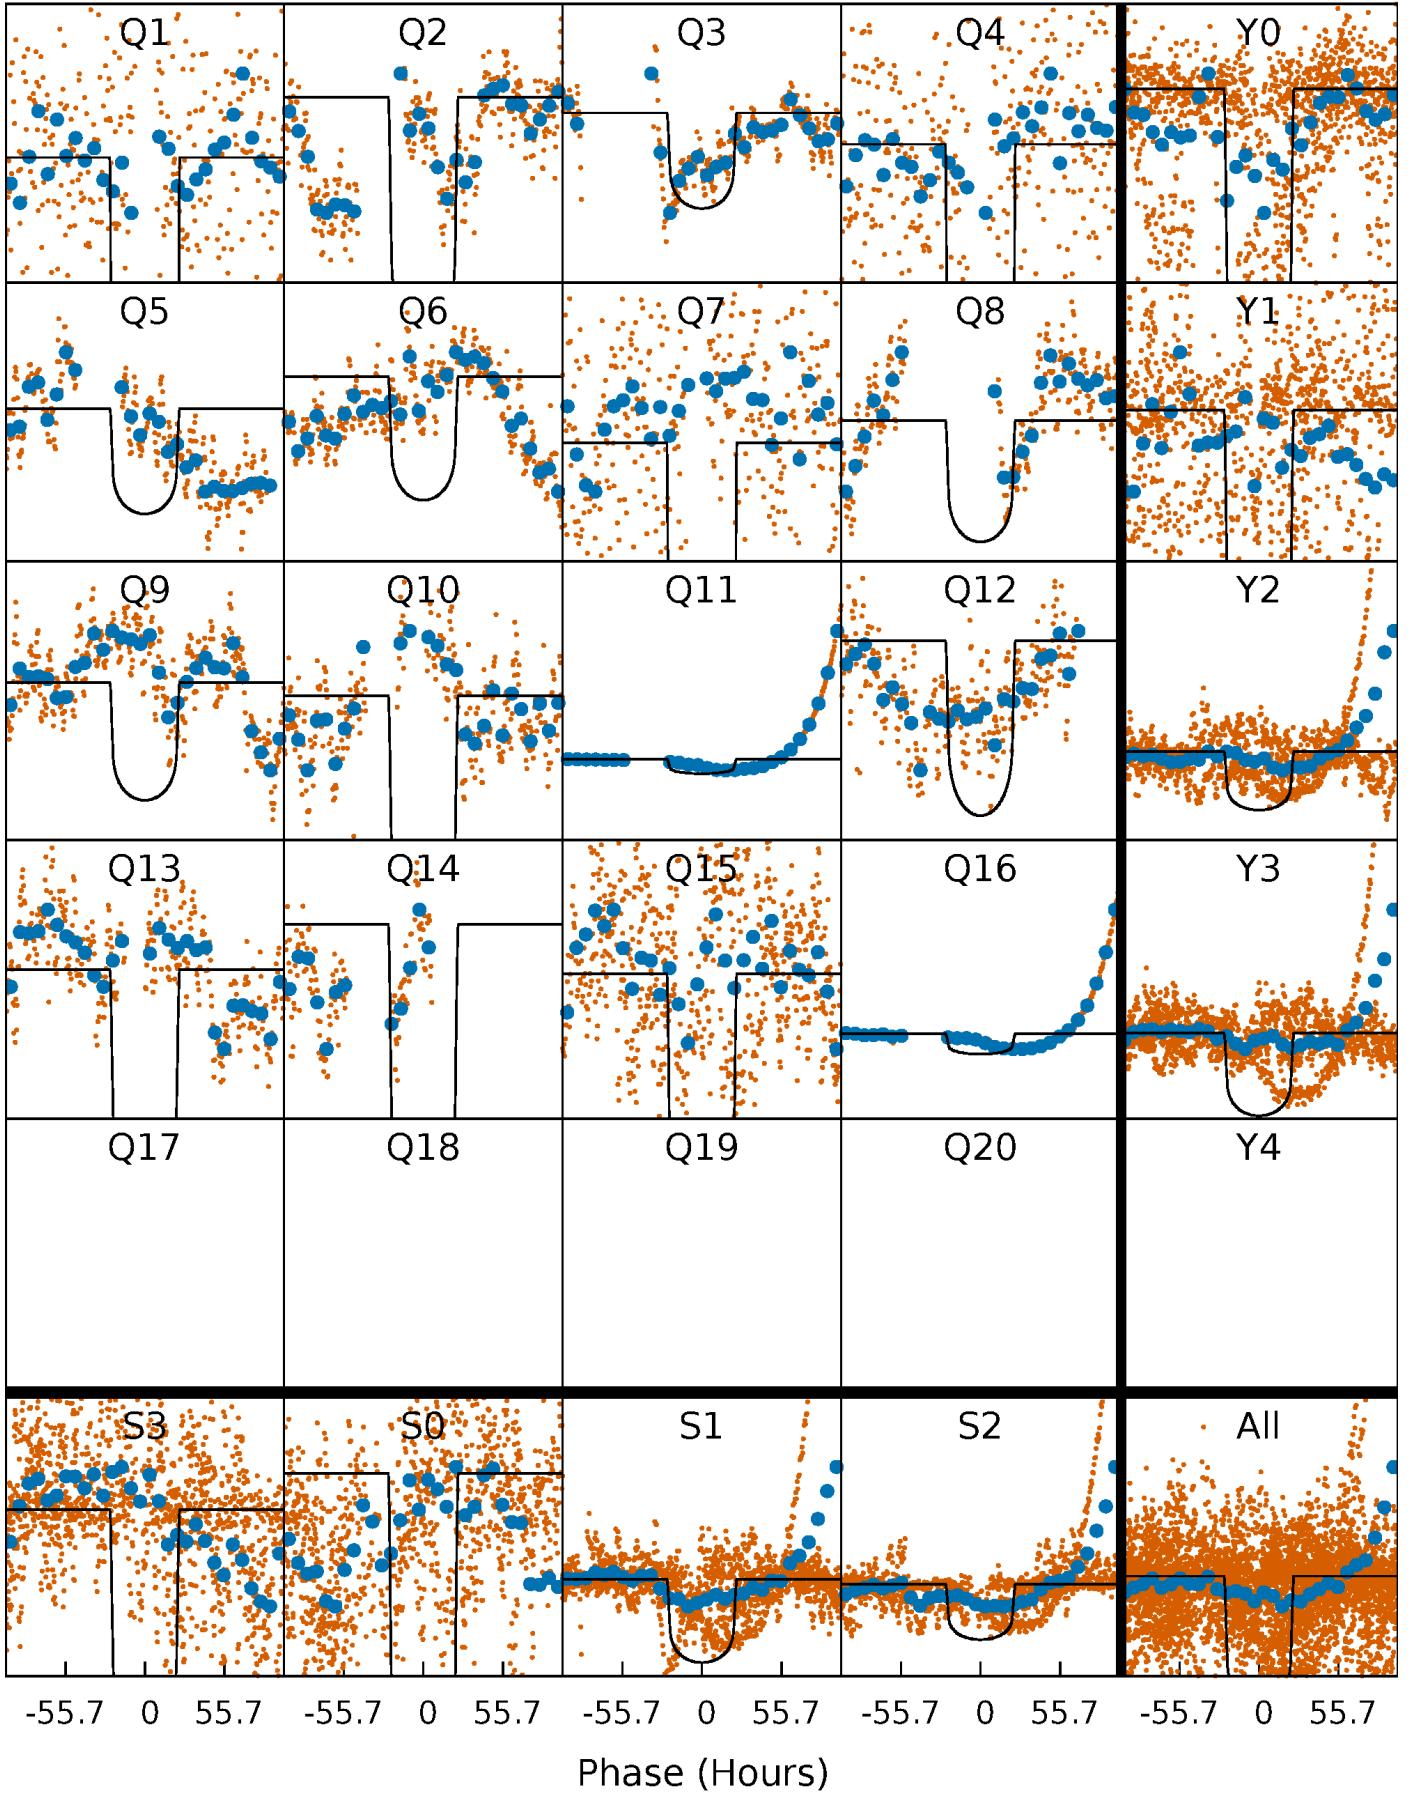 Q1 Q2 Q3 Q4 Y0
Q5 Q6 Q7 Q8 Y1
Q9 Q10 Q11 Q12 Y2
Q13 Q14 Q15 Q16 Y3
Q17 Q18 Q19 Q20 Y4
S3 S0 S1 S2 All
-55.7 0 55.7 -55.7 0 55.7 -55.7 0 55.7 -55.7 0 55.7 -55.7 0 55.7
Phase (Hours)